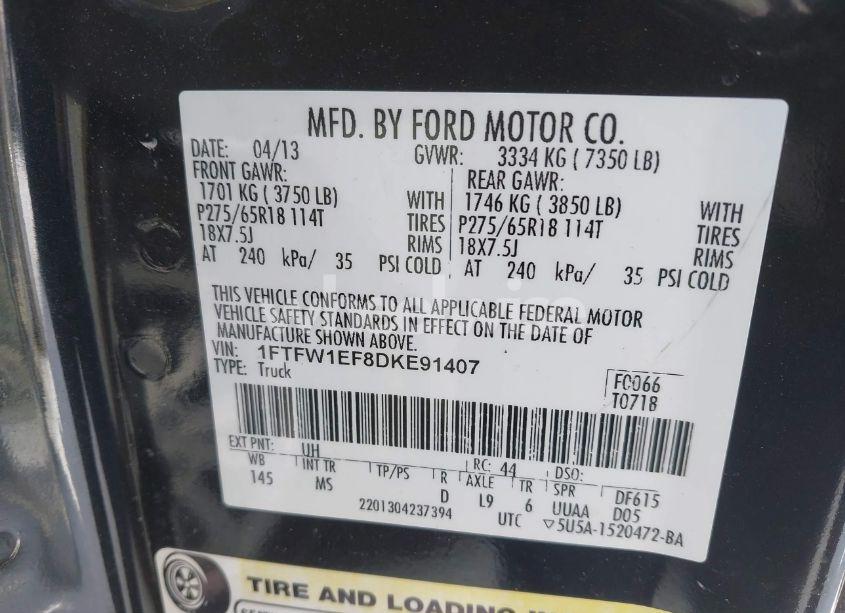 MFD. BY FORD MOTOR CO.
DATE: 04/13 GVWR: 3334 KG ( 7350 LB)
FRONT GAWR: REAR GAWR:
1701 KG ( 3750 LB) WITH 1746 KG ( 3850 LB) WITH
P275/65R18 114T TIRES P275/65R18 114T TIRES
18X7.5J RIMS 18X7.5J RIMS
AT 240 kPa/ 35 PSI COLD AT 240 kPa/ 35 PSI COLD
THIS VEHICLE CONFORMS TO ALL APPLICABLE FEDERAL MOTOR
VEHICLE SAFETY STANDARDS IN EFFECT ON THE DATE OF
MANUFACTURE SHOWN ABOVE.
VIN: 1FTFW1EF8DKE91407
TYPE: Truck
F0066
T0718
EXT PNT: UH RC: 44 DSO:
WB INT TR TP/PS R AXLE TR SPR DF615
145 MS D L9 6 UUAA D05
2201304237394 UTC ▽5U5A-1520472-BA
TIRE AND LOADING